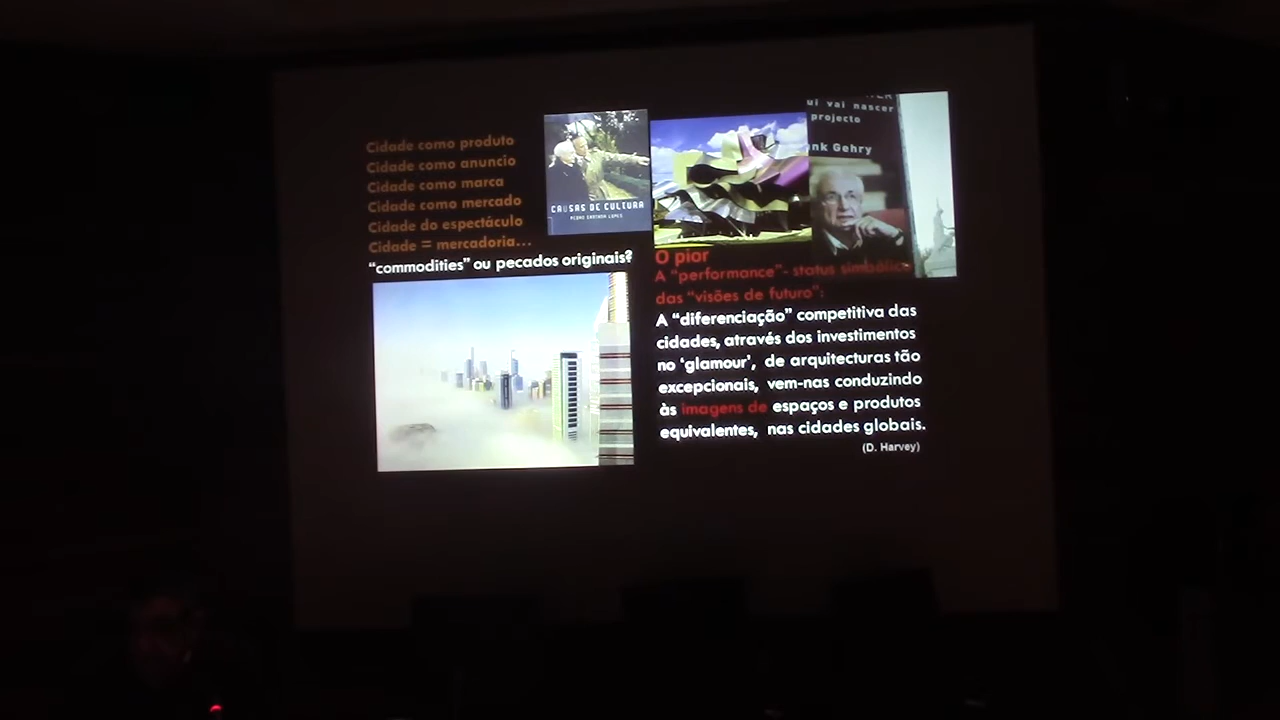 Cidade como produto
Cidade como anuncio
Cidade como marca
Cidade como mercado
Cidade do espectáculo
Cidade = mercadoria...
“commodities” ou pecados originais?
CAUSAS DE CULTURA
PEDRO SANTANA LOPES
ui vai nascer
projecto
nk Gehry
O pior
A “performance”- status simbólico
das “visões de futuro”:
A “diferenciação” competitiva das
cidades, através dos investimentos
no ‘glamour’, de arquitecturas tão
excepcionais, vem-nas conduzindo
às imagens de espaços e produtos
equivalentes, nas cidades globais.
(D. Harvey)